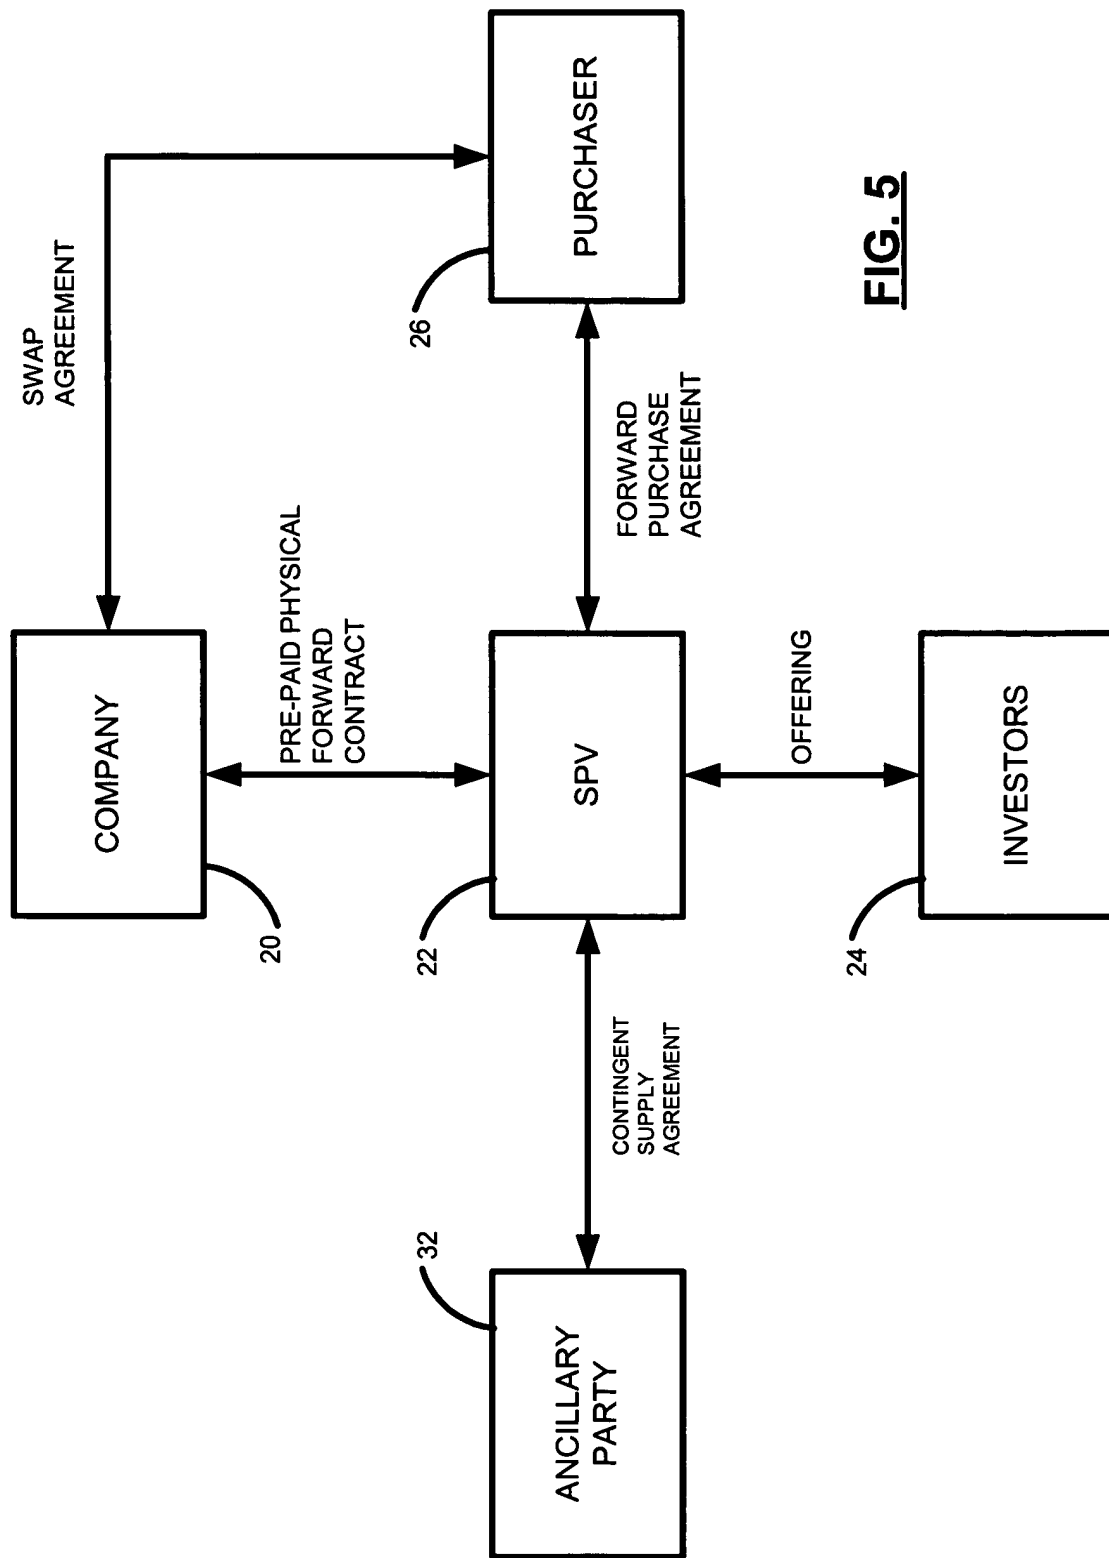 SWAP
AGREEMENT
COMPANY
20
PRE-PAID PHYSICAL
FORWARD
CONTRACT
ANCILLARY
PARTY
32
CONTINGENT
SUPPLY
AGREEMENT
SPV
22
FORWARD
PURCHASE
AGREEMENT
PURCHASER
26
OFFERING
INVESTORS
24
FIG. 5